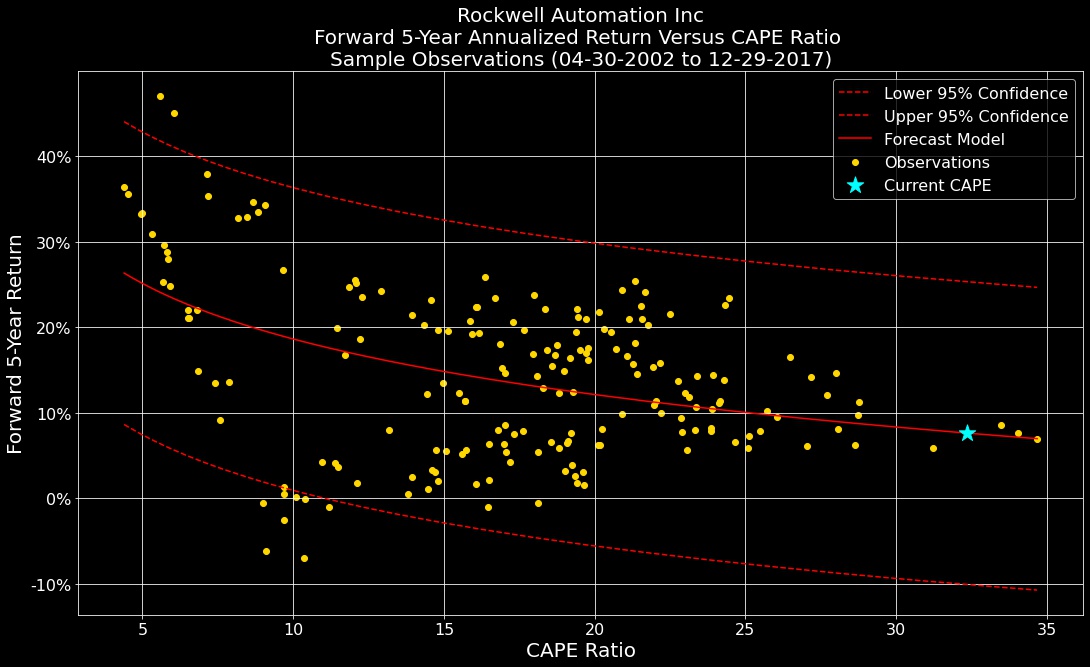 Rockwell Automation Inc
Forward 5-Year Annualized Return Versus CAPE Ratio
Sample Observations (04-30-2002 to 12-29-2017)
Lower 95% Confidence
Upper 95% Confidence
Forecast Model
Observations
Current CAPE
Forward 5-Year Return
40%
30%
20%
10%
0%
-10%
5 10 15 20 25 30 35
CAPE Ratio